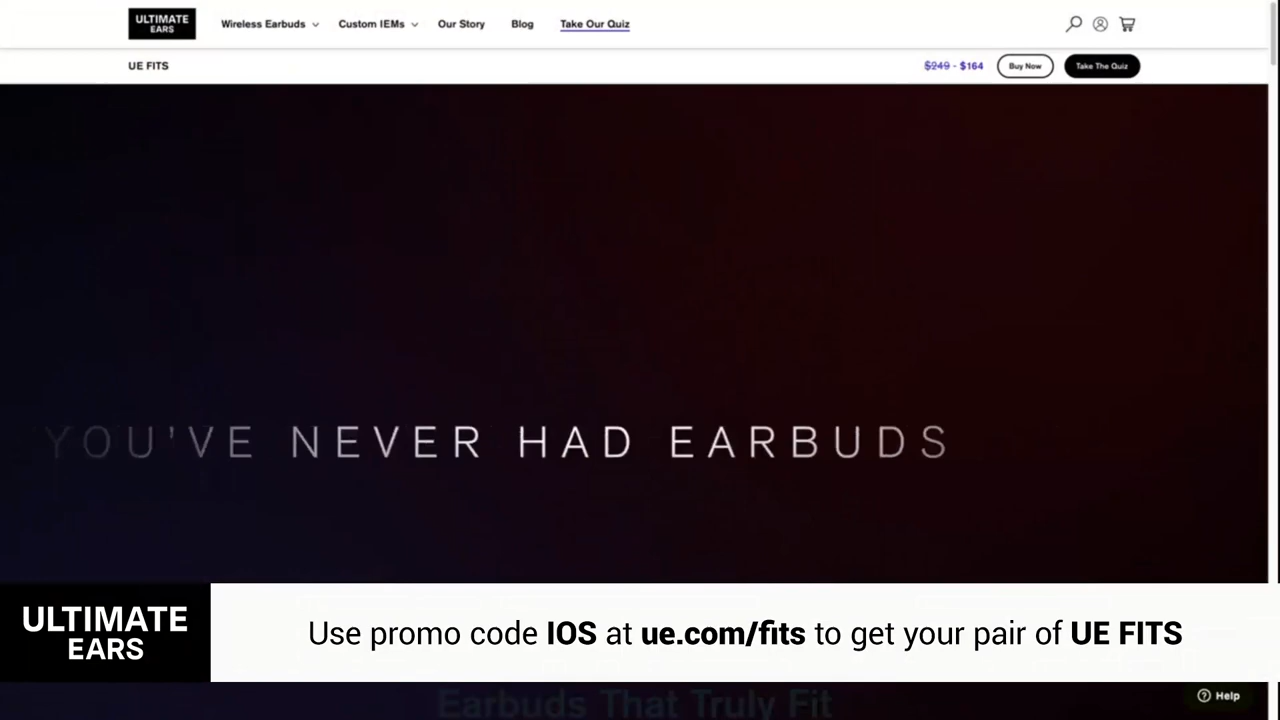 ULTIMATE
EARS
Wireless Earbuds
Custom IEMs
Our Story
Blog
Take Our Quiz
UE FITS
$249 - $164
Buy Now
Take The Quiz
YOU'VE NEVER HAD EARBUDS
ULTIMATE
EARS
Use promo code IOS at ue.com/fits to get your pair of UE FITS
Earbuds That Truly Fit
Help